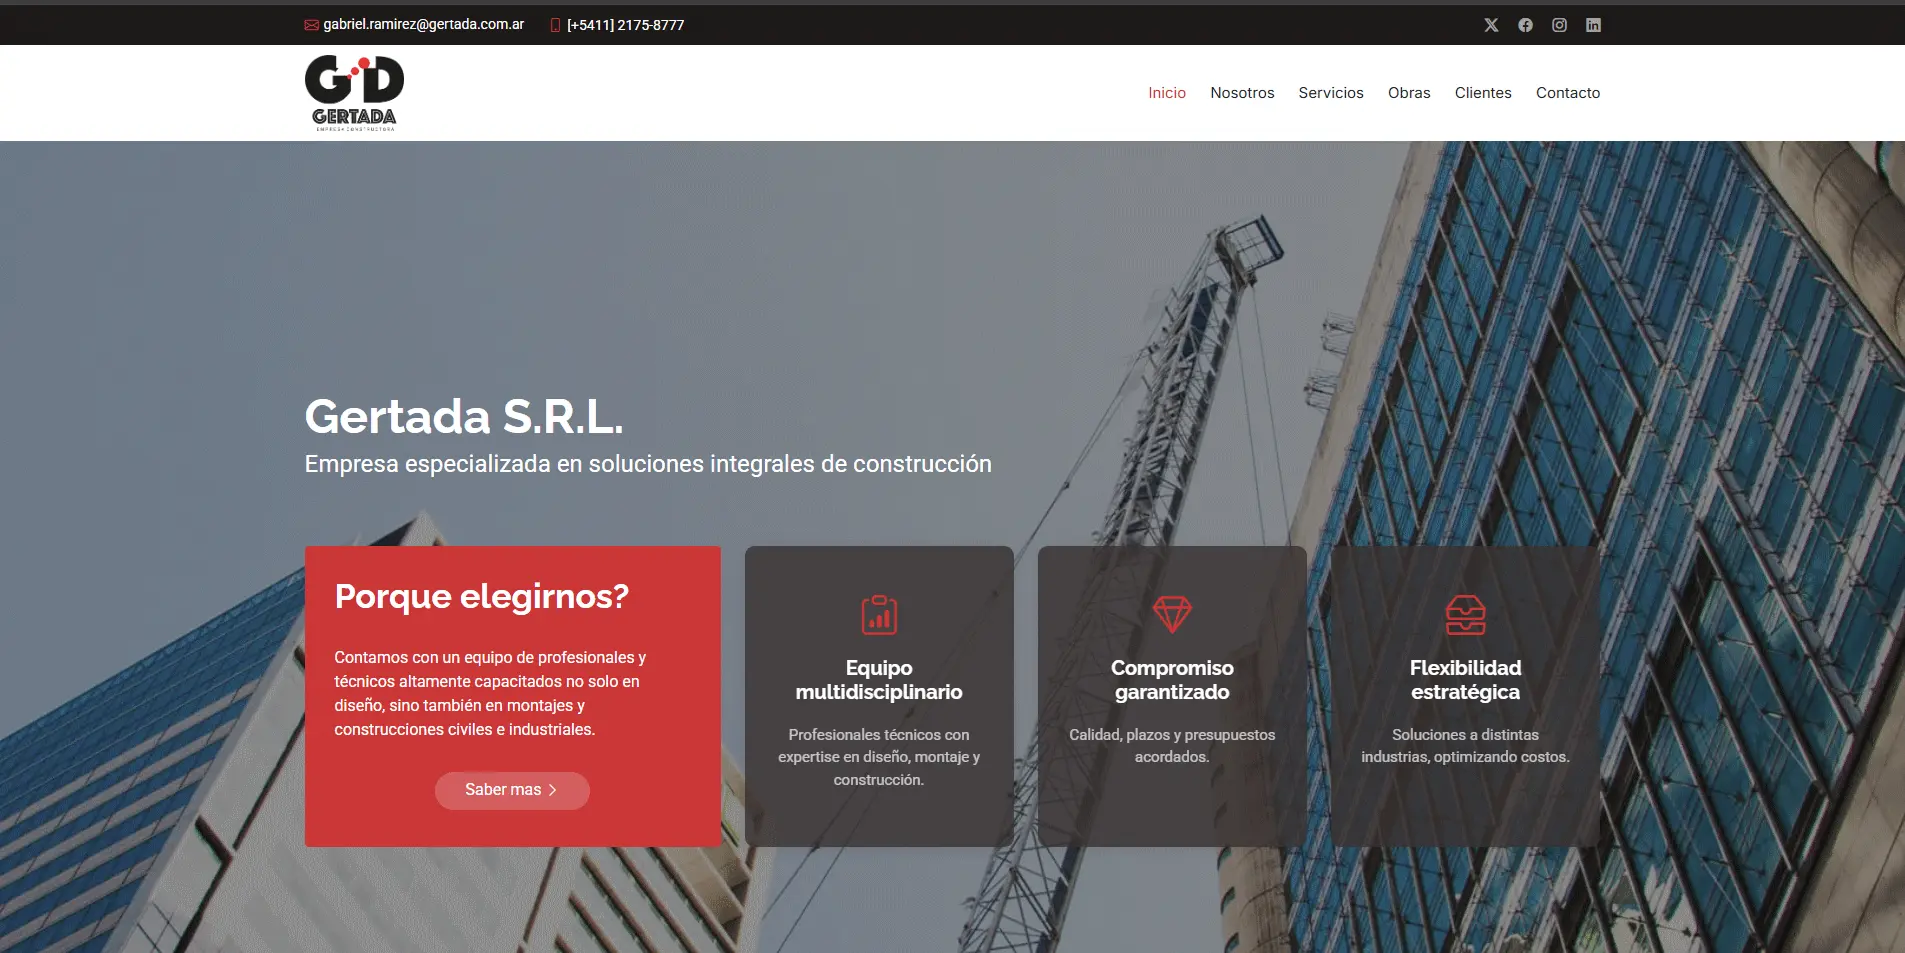 gabriel.ramirez@gertada.com.ar
[+5411] 2175-8777
GD
GERTADA
EMPRESA CONSTRUCTORA
Inicio
Nosotros
Servicios
Obras
Clientes
Contacto
Gertada S.R.L.
Empresa especializada en soluciones integrales de construcción
Porque elegirnos?
Contamos con un equipo de profesionales y
técnicos altamente capacitados no solo en
diseño, sino también en montajes y
construcciones civiles e industriales.
Saber mas
Equipo
multidisciplinario
Profesionales técnicos con
expertise en diseño, montaje y
construcción.
Compromiso
garantizado
Calidad, plazos y presupuestos
acordados.
Flexibilidad
estratégica
Soluciones a distintas
industrias, optimizando costos.